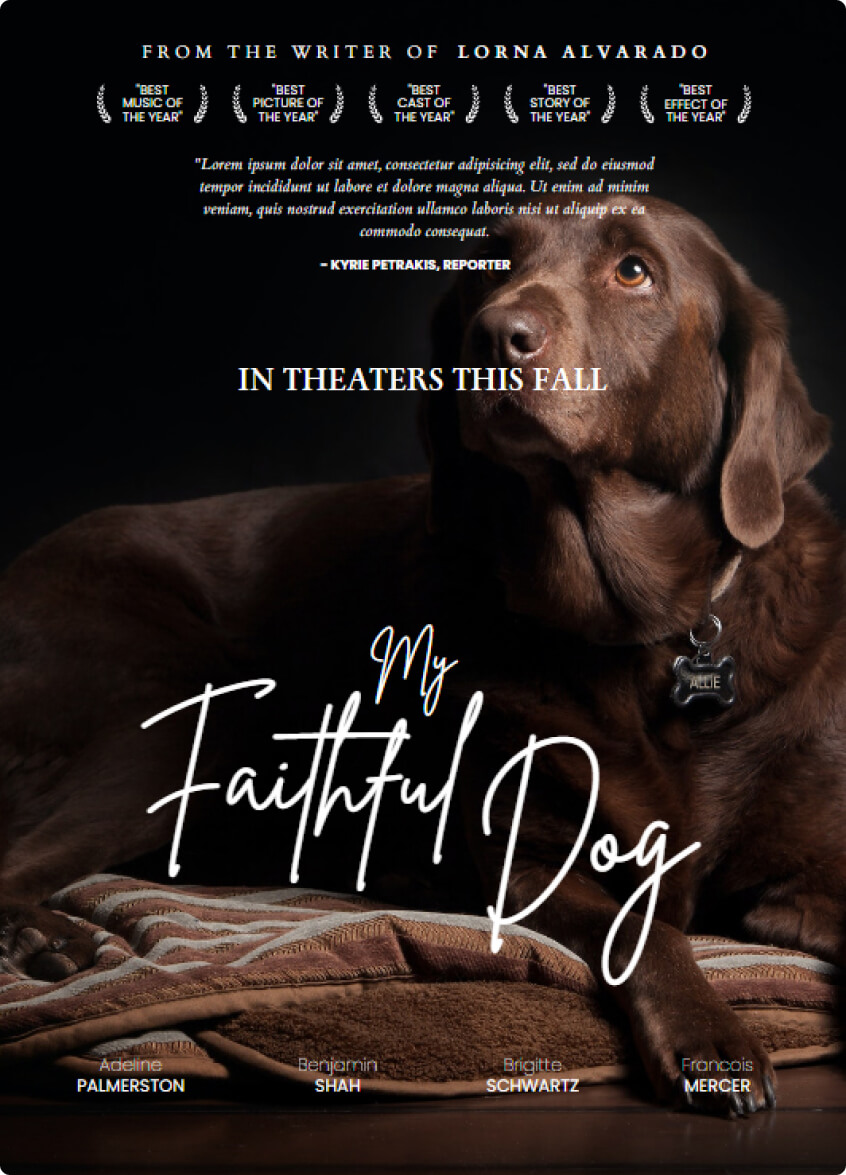 FROM THE WRITER OF LORNA ALVARADO
"BEST
MUSIC OF
THE YEAR"
"BEST
PICTURE OF
THE YEAR"
"BEST
CAST OF
THE YEAR"
"BEST
STORY OF
THE YEAR"
"BEST
EFFECT OF
THE YEAR"
"Lorem ipsum dolor sit amet, consectetur adipisicing elit, sed do eiusmod
tempor incididunt ut labore et dolore magna aliqua. Ut enim ad minim
veniam, quis nostrud exercitation ullamco laboris nisi ut aliquip ex ea
commodo consequat.
– KYRIE PETRAKIS, REPORTER
IN THEATERS THIS FALL
ALLIE
My
Faithful Dog
Adeline
PALMERSTON
Benjamin
SHAH
Brigitte
SCHWARTZ
Francois
MERCER